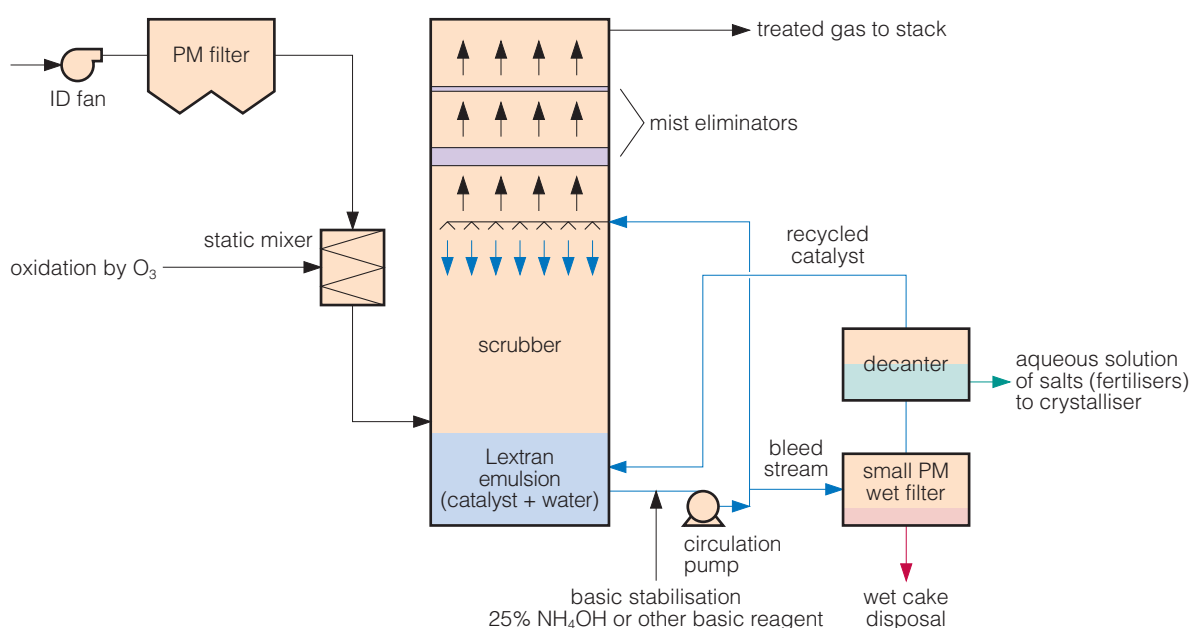 PM filter
treated gas to stack
ID fan
mist eliminators
static mixer
oxidation by O₃
recycled
catalyst
scrubber
decanter
aqueous solution
of salts (fertilisers)
to crystalliser
Lextran
emulsion
(catalyst + water)
bleed
stream
small PM
wet filter
circulation
pump
basic stabilisation
25% NH₄OH or other basic reagent
wet cake
disposal